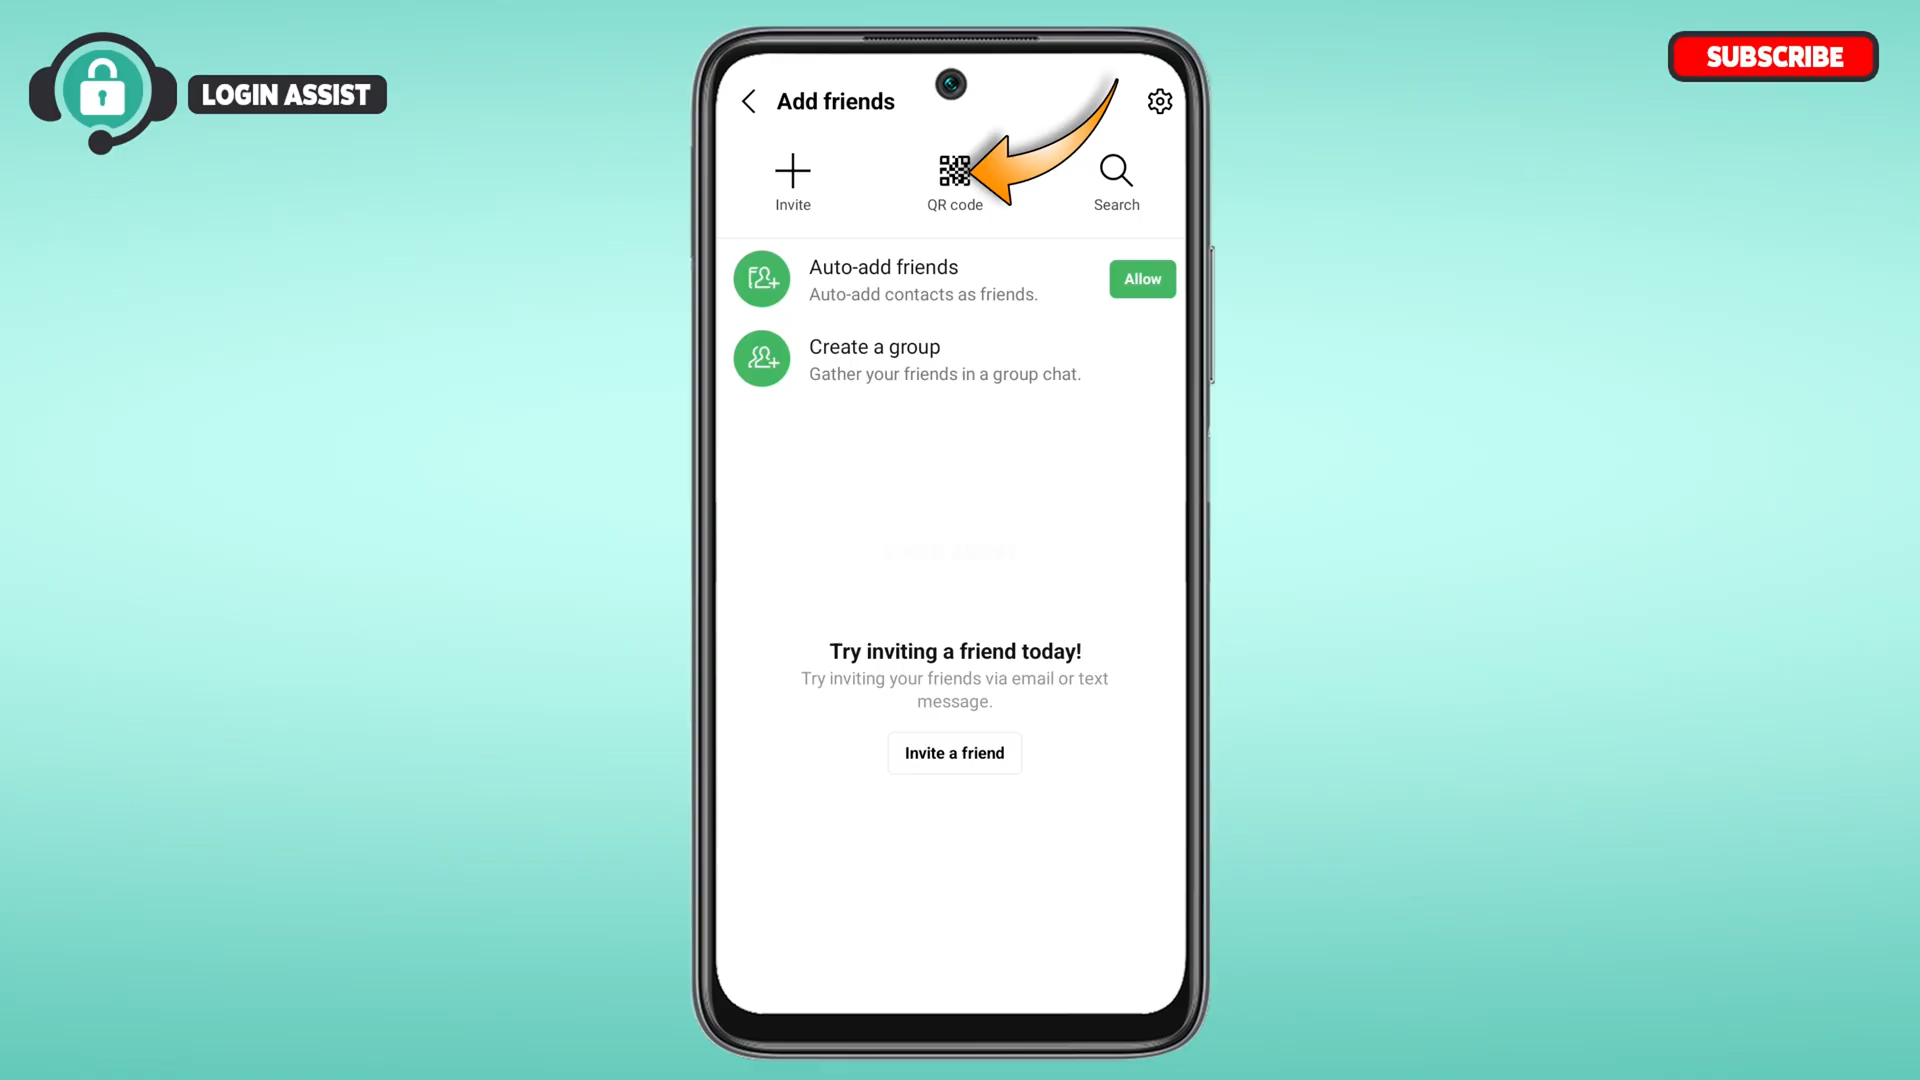 LOGIN ASSIST
SUBSCRIBE
Add friends
Invite
QR code
Search
Auto-add friends
Auto-add contacts as friends.
Allow
Create a group
Gather your friends in a group chat.
Try inviting a friend today!
Try inviting your friends via email or text
message.
Invite a friend